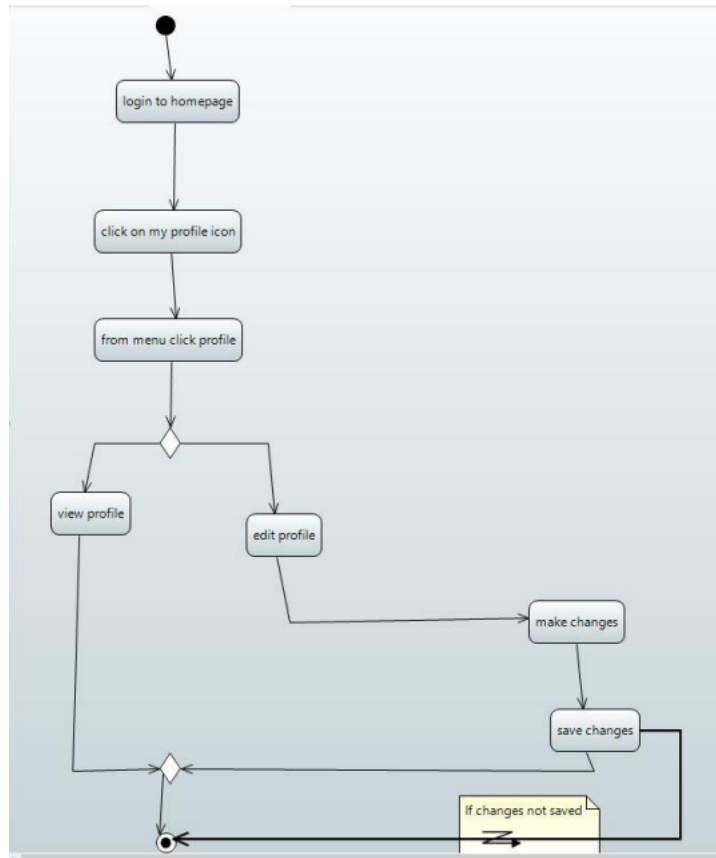 login to homepage
click on my profile icon
from menu click profile
view profile
edit profile
make changes
save changes
If changes not saved